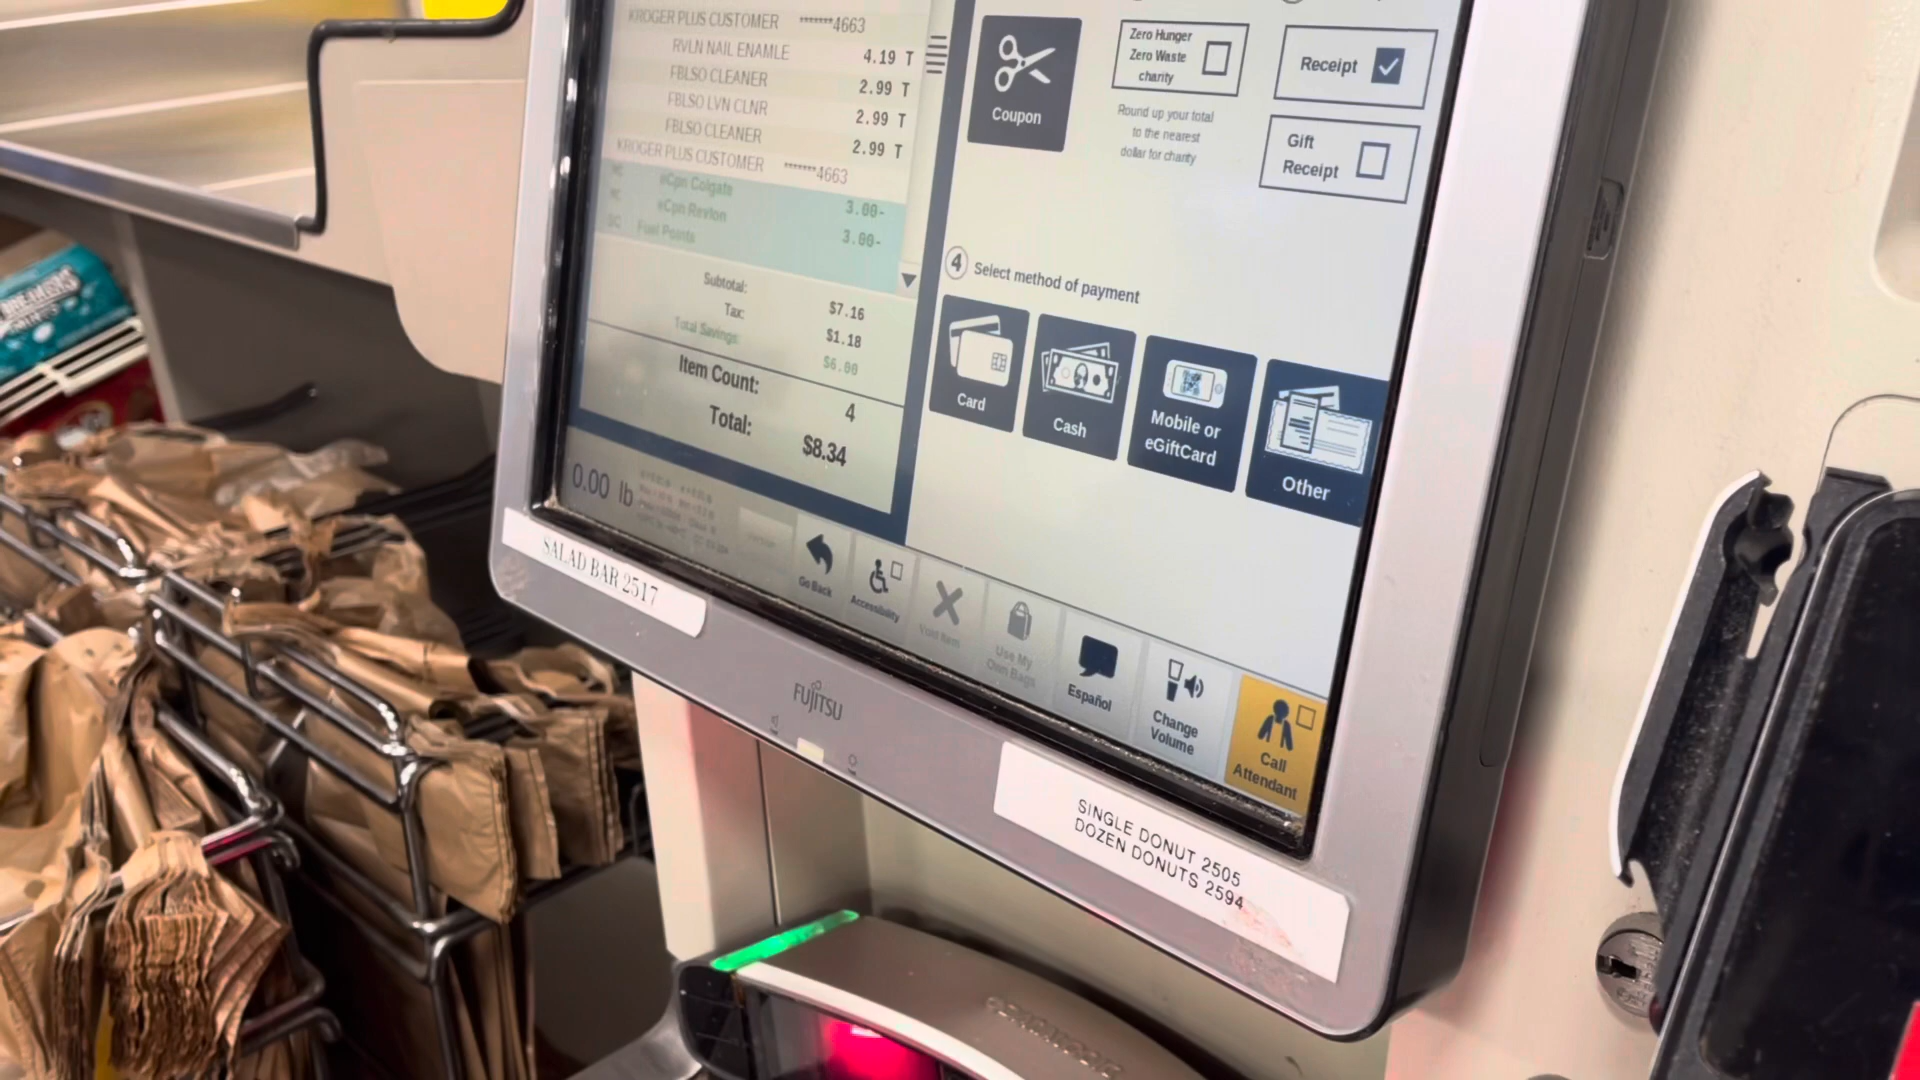 KROGER PLUS CUSTOMER *******4663
RVLN NAIL ENAMLE 4.19 T
FBLSO CLEANER 2.99 T
FBLSO LVN CLNR 2.99 T
FBLSO CLEANER 2.99 T
KROGER PLUS CUSTOMER *******4663
eCpn Colgate 3.00-
eCpn Revlon 3.00-
Fuel Points
Subtotal: $7.16
Tax: $1.18
Total Savings: $6.00
Item Count: 4
Total: $8.34
0.00 lb
Coupon
Zero Hunger
Zero Waste
charity
Round up your total
to the nearest
dollar for charity
Receipt
Gift
Receipt
4 Select method of payment
Card
Cash
Mobile or
eGiftCard
Other
Go Back
Accessibility
Void Item
Use My
Own Bags
Español
Change
Volume
Call
Attendant
SALAD BAR 2517
FUJITSU
SINGLE DONUT 2505
DOZEN DONUTS 2594